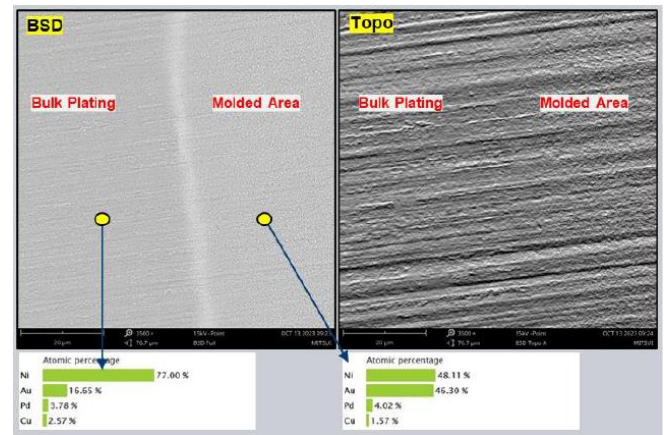 BSD
Topo
Bulk Plating
Molded Area
Bulk Plating
Molded Area
3500 x
15kV -Point
OCT 13 2023 09:23
20 µm
76.7 µm
BSD Full
MITSUI
3500 x
15kV -Point
OCT 13 2023 09:24
20 µm
76.7 µm
BSD Topo A
MITSUI
Atomic percentage
Ni 77.00 %
Au 16.65 %
Pd 3.78 %
Cu 2.57 %
Atomic percentage
Ni 48.11 %
Au 46.30 %
Pd 4.02 %
Cu 1.57 %